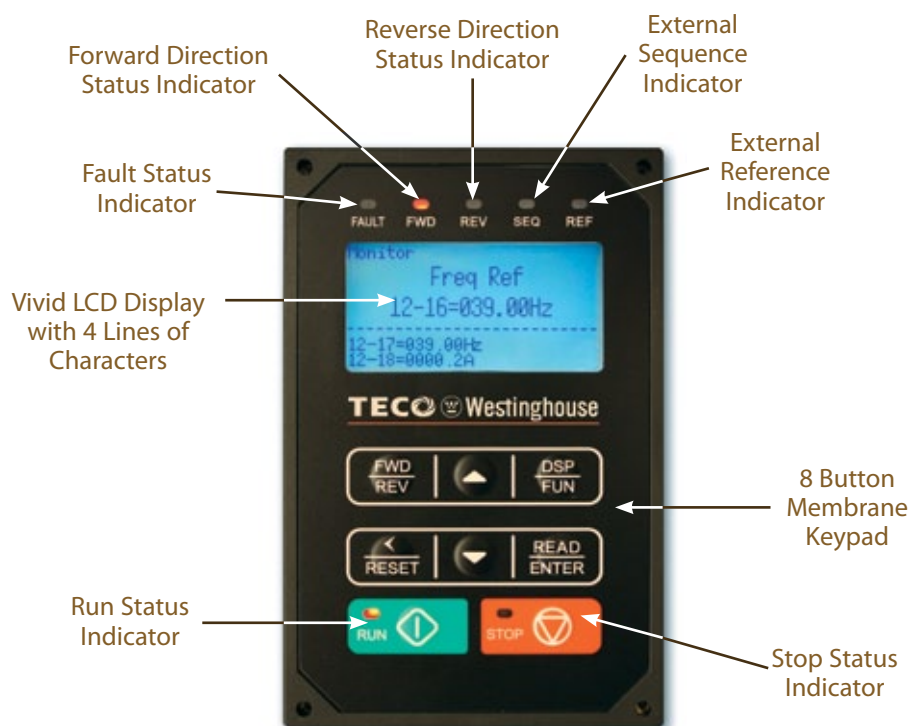 Forward Direction
Status Indicator
Reverse Direction
Status Indicator
External
Sequence
Indicator
External
Reference
Indicator
Fault Status
Indicator
FAULT FWD REV SEQ REF
Vivid LCD Display
with 4 Lines of
Characters
Monitor
Freq Ref
12-16=039.00Hz
12-17=039.00Hz
12-18=0000.2A
TECO W Westinghouse
FWD
REV
DSP
FUN
8 Button
Membrane
Keypad
<
RESET
READ
ENTER
Run Status
Indicator
RUN
STOP
Stop Status
Indicator